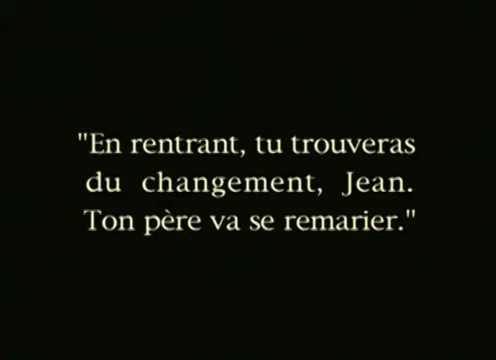 "En rentrant, tu trouveras
du changement, Jean.
Ton père va se remarier."